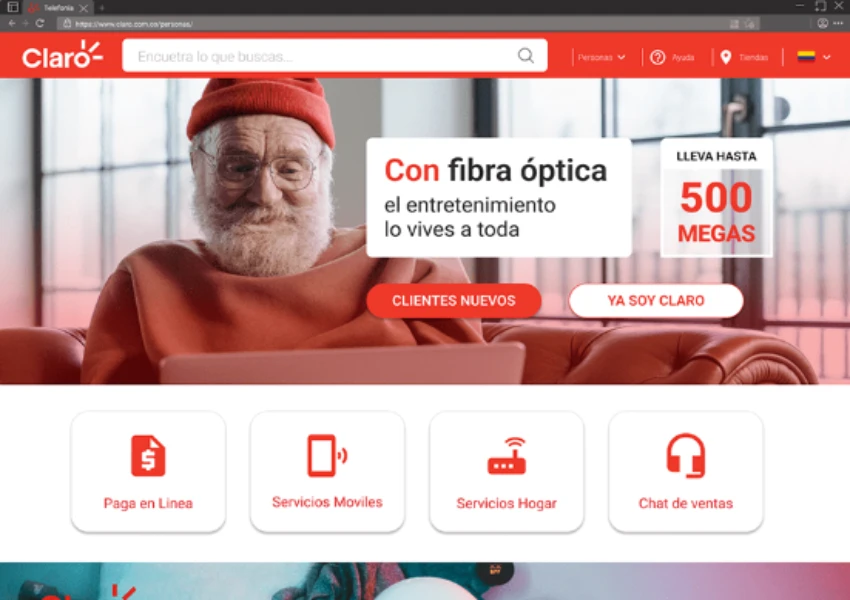 Telefonía
https://www.claro.com.co/personas/
Claro
Encuetra lo que buscas...
Personas
Ayuda
Tiendas
Con fibra óptica
el entretenimiento
lo vives a toda
LLEVA HASTA
500
MEGAS
CLIENTES NUEVOS
YA SOY CLARO
Paga en Linea
Servicios Moviles
Servicios Hogar
Chat de ventas